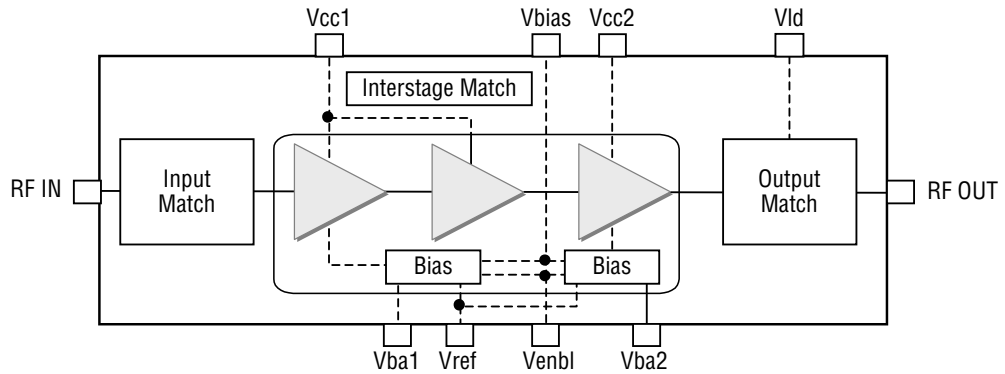 Vcc1
Vbias
Vcc2
Vld
Interstage Match
RF IN
Input
Match
Output
Match
RF OUT
Bias
Bias
Vba1
Vref
Venbl
Vba2